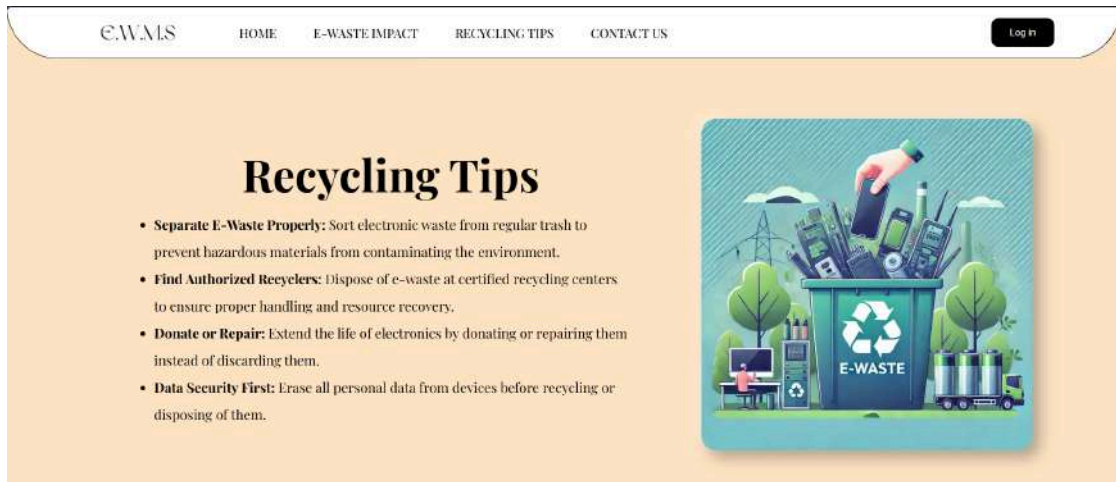 E.W.M.S
HOME
E-WASTE IMPACT
RECYCLING TIPS
CONTACT US
Log in
Recycling Tips
• Separate E-Waste Properly: Sort electronic waste from regular trash to
prevent hazardous materials from contaminating the environment.
• Find Authorized Recyclers: Dispose of e-waste at certified recycling centers
to ensure proper handling and resource recovery.
• Donate or Repair: Extend the life of electronics by donating or repairing them
instead of discarding them.
• Data Security First: Erase all personal data from devices before recycling or
disposing of them.
E-WASTE